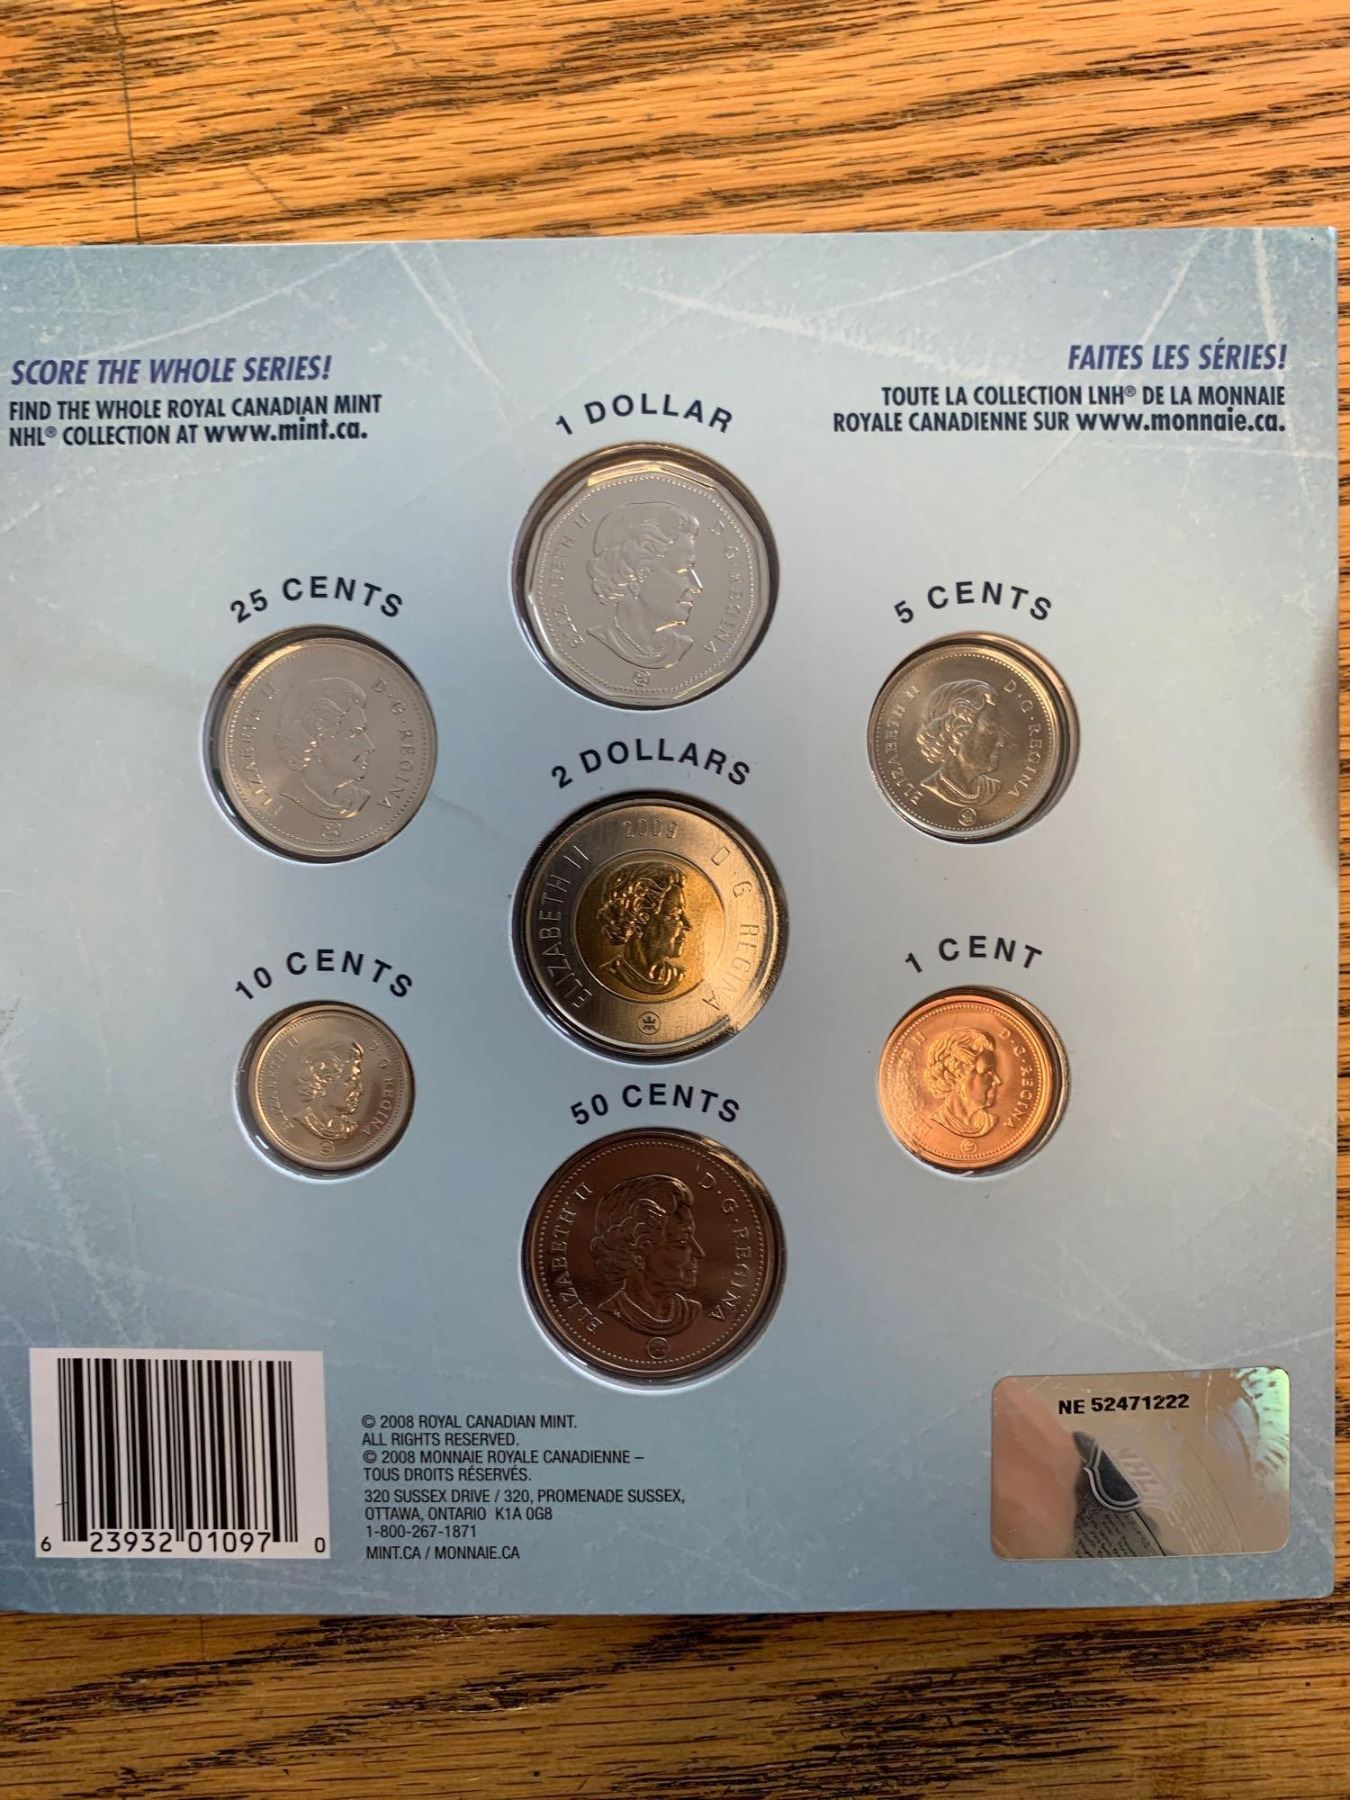 SCORE THE WHOLE SERIES!
FIND THE WHOLE ROYAL CANADIAN MINT
NHL® COLLECTION AT www.mint.ca.
FAITES LES SÉRIES!
TOUTE LA COLLECTION LNH® DE LA MONNAIE
ROYALE CANADIENNE SUR www.monnaie.ca.
1 DOLLAR
ELIZABETH II D·G·REGINA
25 CENTS
ELIZABETH II D·G·REGINA
5 CENTS
ELIZABETH II D·G·REGINA
2 DOLLARS
ELIZABETH II 2009 D·G REGINA
10 CENTS
ELIZABETH II D·G·REGINA
1 CENT
II D·G·REGINA
50 CENTS
ELIZABETH II D·G·REGINA
6 23932 01097 0
© 2008 ROYAL CANADIAN MINT.
ALL RIGHTS RESERVED.
© 2008 MONNAIE ROYALE CANADIENNE –
TOUS DROITS RÉSERVÉS.
320 SUSSEX DRIVE / 320, PROMENADE SUSSEX,
OTTAWA, ONTARIO K1A 0G8
1-800-267-1871
MINT.CA / MONNAIE.CA
NE 52471222
NHL